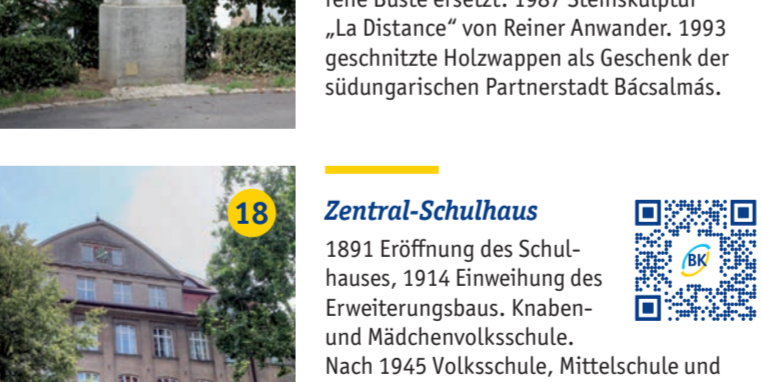 rene Büste ersetzt. 1987 Steinskulptur
„La Distance“ von Reiner Anwander. 1993
geschnitzte Holzwappen als Geschenk der
südungarischen Partnerstadt Bácsalmás.
18
Zentral-Schulhaus
1891 Eröffnung des Schul-
hauses, 1914 Einweihung des
Erweiterungsbaus. Knaben-
und Mädchenvolksschule.
Nach 1945 Volksschule, Mittelschule und
BK